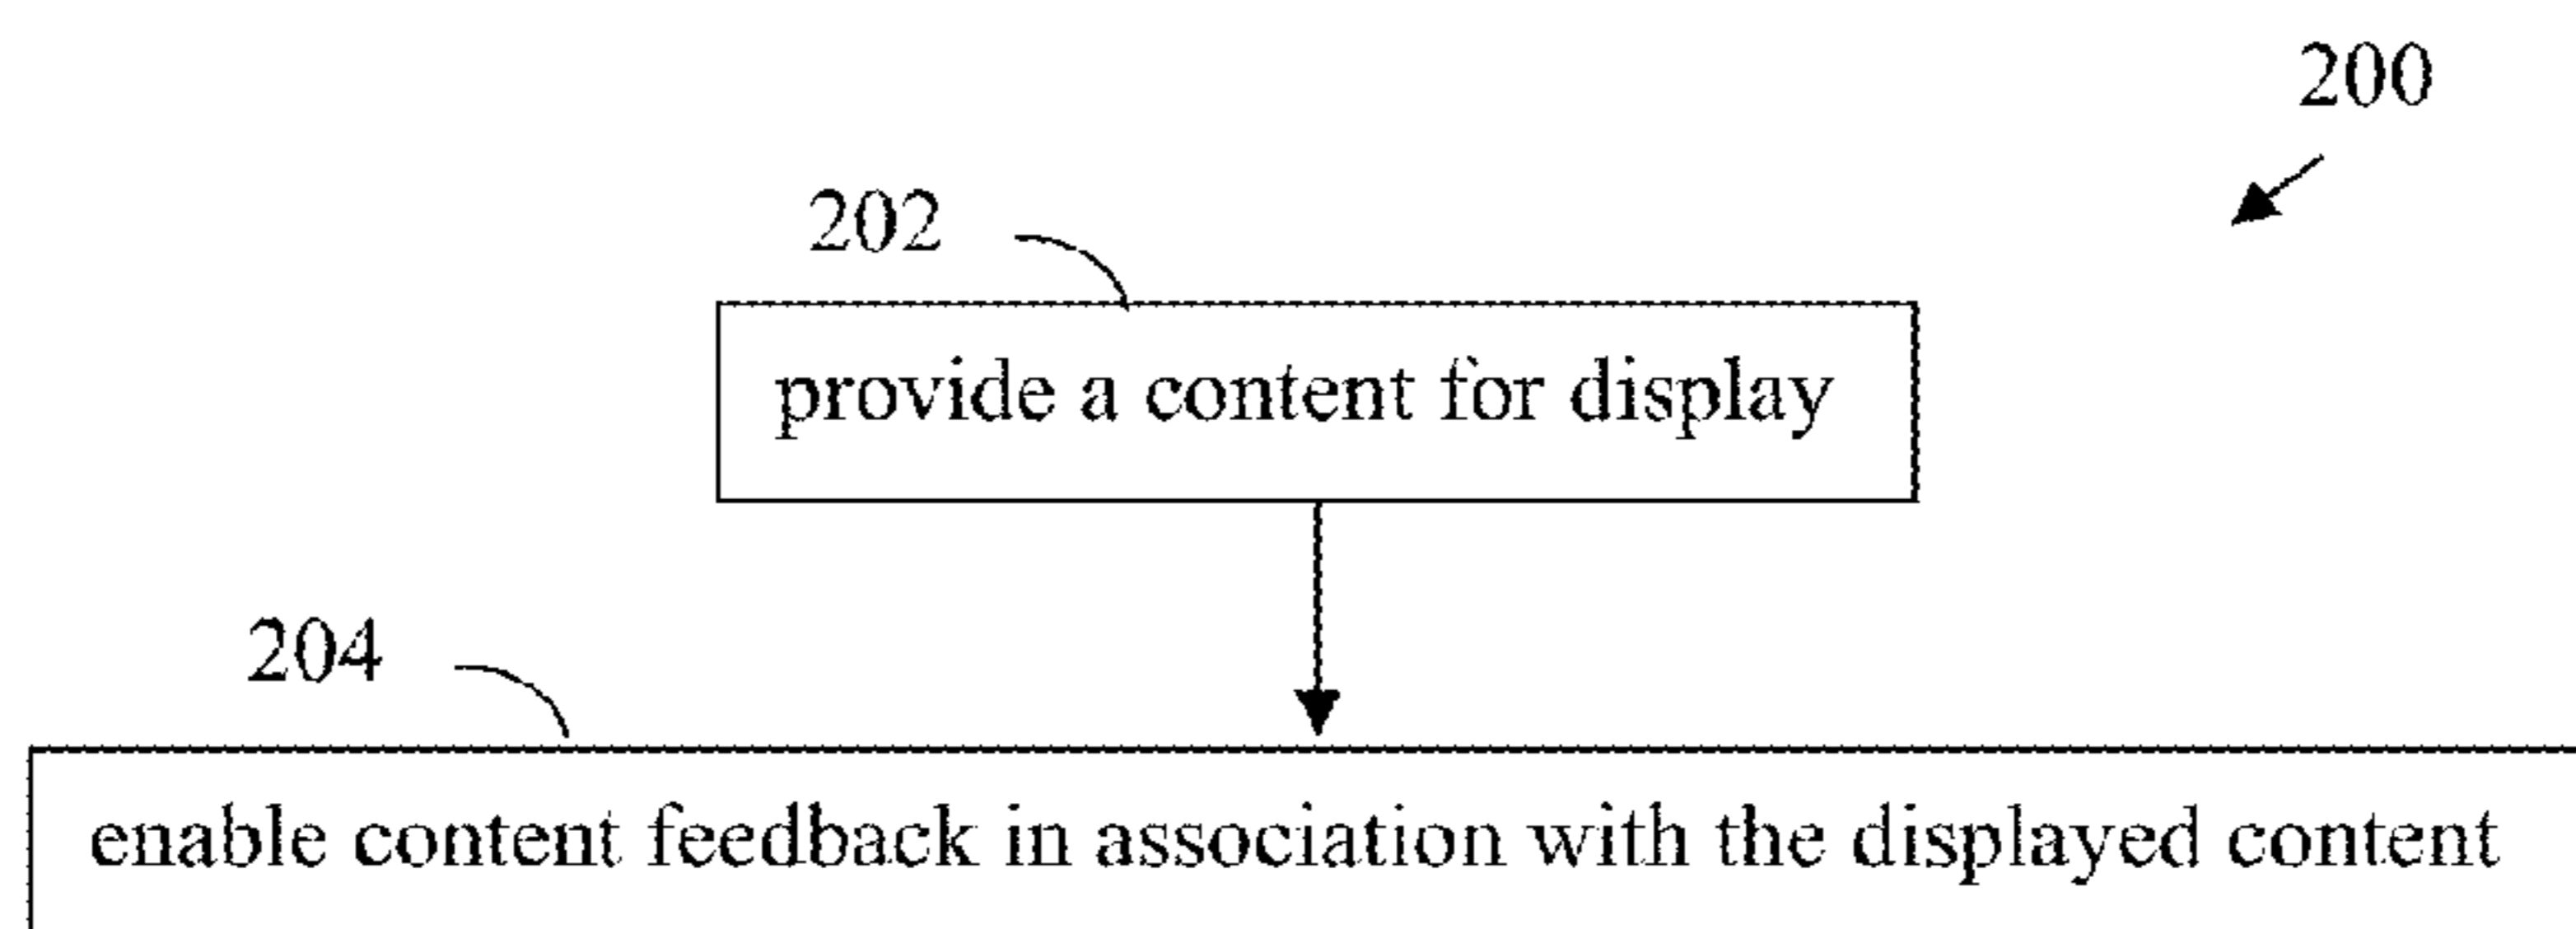 200
202
provide a content for display
204
enable content feedback in association with the displayed content